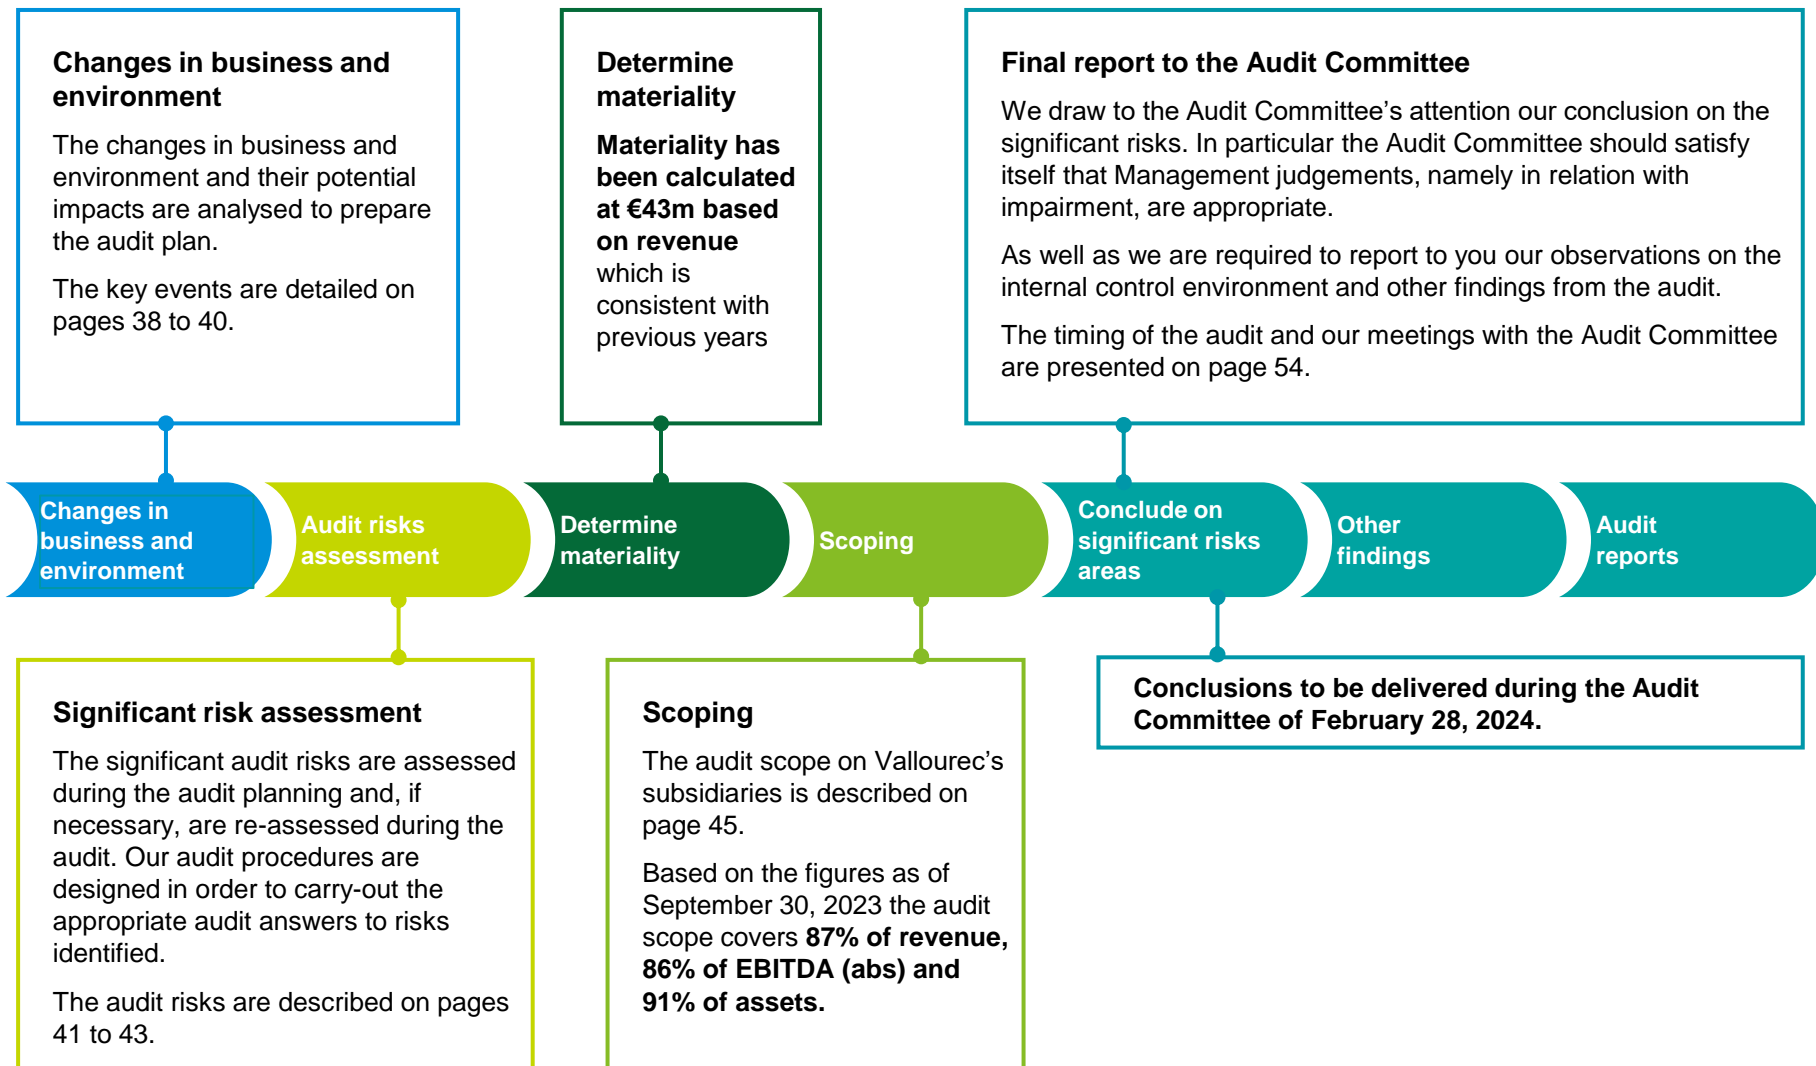 Changes in business and
environment
The changes in business and
environment and their potential
impacts are analysed to prepare
the audit plan.
The key events are detailed on
pages 38 to 40.
Determine
materiality
Materiality has
been calculated
at €43m based
on revenue
which is
consistent with
previous years
Final report to the Audit Committee
We draw to the Audit Committee’s attention our conclusion on the
significant risks. In particular the Audit Committee should satisfy
itself that Management judgements, namely in relation with
impairment, are appropriate.
As well as we are required to report to you our observations on the
internal control environment and other findings from the audit.
The timing of the audit and our meetings with the Audit Committee
are presented on page 54.
Changes in
business and
environment
Audit risks
assessment
Determine
materiality
Scoping
Conclude on
significant risks
areas
Other
findings
Audit
reports
Significant risk assessment
The significant audit risks are assessed
during the audit planning and, if
necessary, are re-assessed during the
audit. Our audit procedures are
designed in order to carry-out the
appropriate audit answers to risks
identified.
The audit risks are described on pages
41 to 43.
Scoping
The audit scope on Vallourec’s
subsidiaries is described on
page 45.
Based on the figures as of
September 30, 2023 the audit
scope covers 87% of revenue,
86% of EBITDA (abs) and
91% of assets.
Conclusions to be delivered during the Audit
Committee of February 28, 2024.